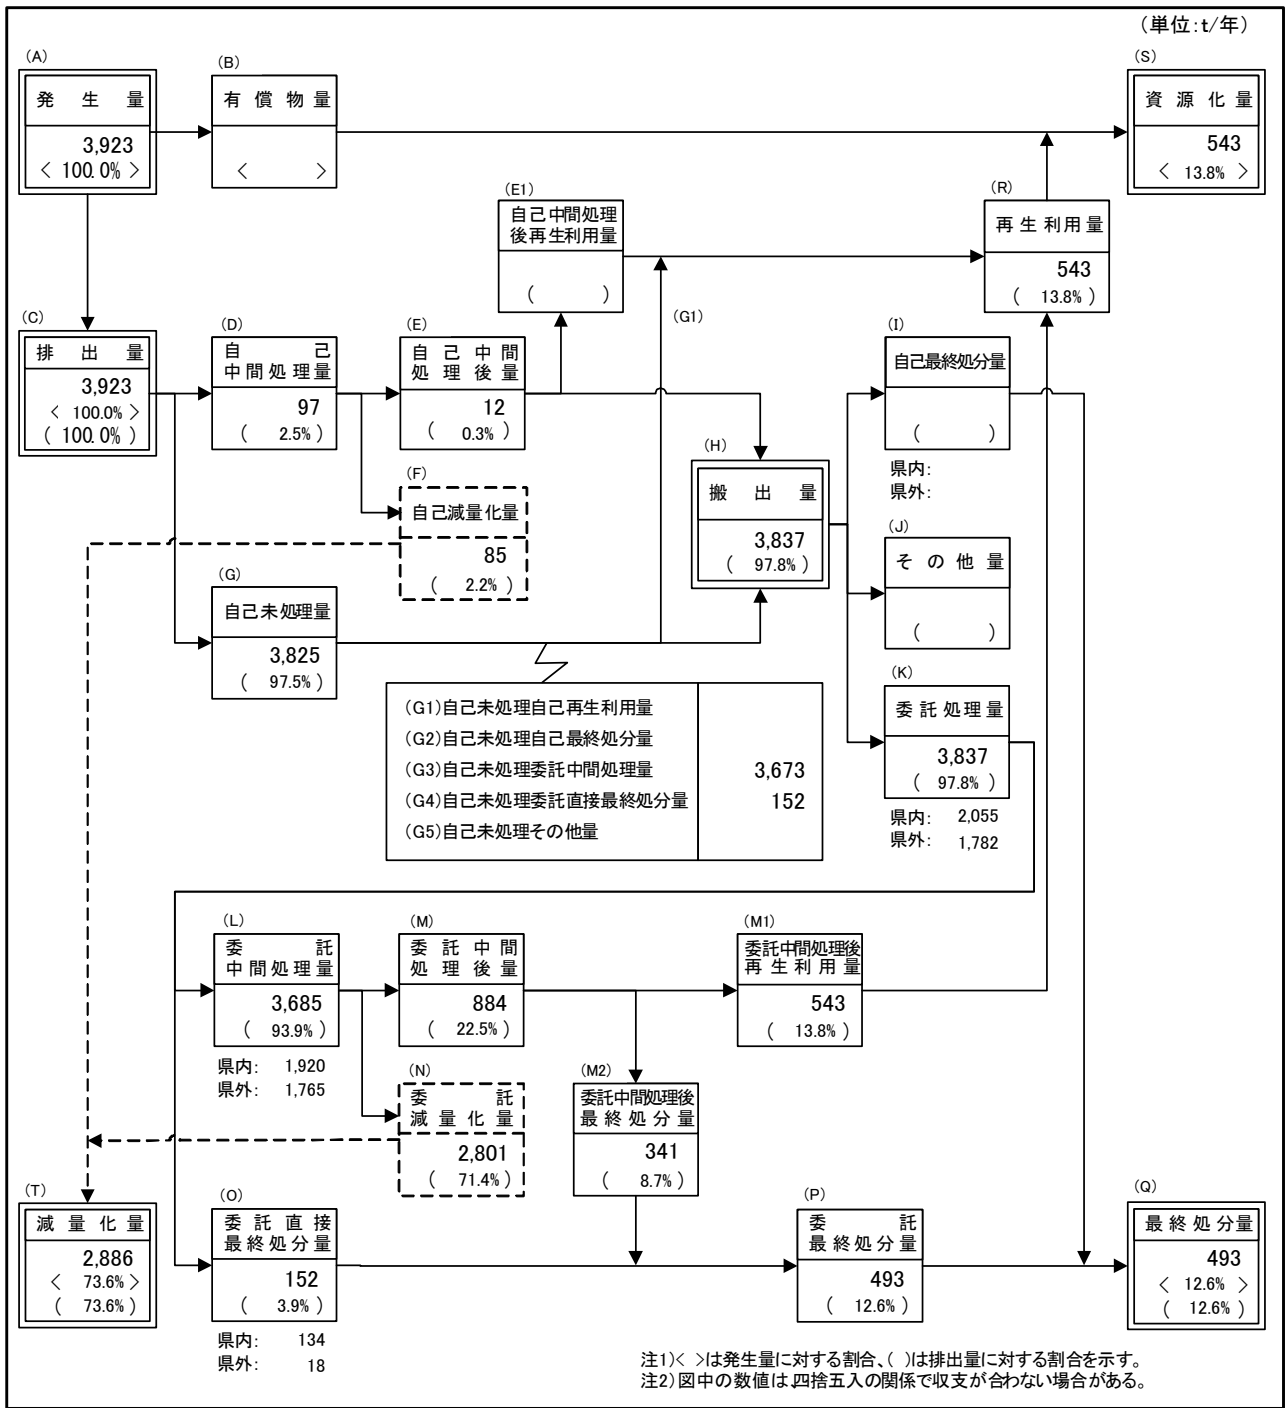 (単位:t/年)
(A)
発生量
3,923
< 100.0% >
(B)
有償物量
< >
(S)
資源化量
543
< 13.8% >
(E1)
自己中間処理
後再生利用量
( )
(R)
再生利用量
543
( 13.8% )
(G1)
(C)
排出量
3,923
< 100.0% >
( 100.0% )
(D)
自己
中間処理量
97
( 2.5% )
(E)
自己中間
処理後量
12
( 0.3% )
(I)
自己最終処分量
( )
県内:
県外:
(F)
自己減量化量
85
( 2.2% )
(H)
搬出量
3,837
( 97.8% )
(J)
その他量
( )
(G)
自己未処理量
3,825
( 97.5% )
(G1)自己未処理自己再生利用量
(G2)自己未処理自己最終処分量
(G3)自己未処理委託中間処理量 3,673
(G4)自己未処理委託直接最終処分量 152
(G5)自己未処理その他量
(K)
委託処理量
3,837
( 97.8% )
県内: 2,055
県外: 1,782
(L)
委託
中間処理量
3,685
( 93.9% )
県内: 1,920
県外: 1,765
(M)
委託中間
処理後量
884
( 22.5% )
(M1)
委託中間処理後
再生利用量
543
( 13.8% )
(N)
委託
減量化量
2,801
( 71.4% )
(M2)
委託中間処理後
最終処分量
341
( 8.7% )
(T)
減量化量
2,886
< 73.6% >
( 73.6% )
(O)
委託直接
最終処分量
152
( 3.9% )
県内: 134
県外: 18
(P)
委託
最終処分量
493
( 12.6% )
(Q)
最終処分量
493
< 12.6% >
( 12.6% )
注1)< >は発生量に対する割合、( )は排出量に対する割合を示す。
注2)図中の数値は四捨五入の関係で収支が合わない場合がある。